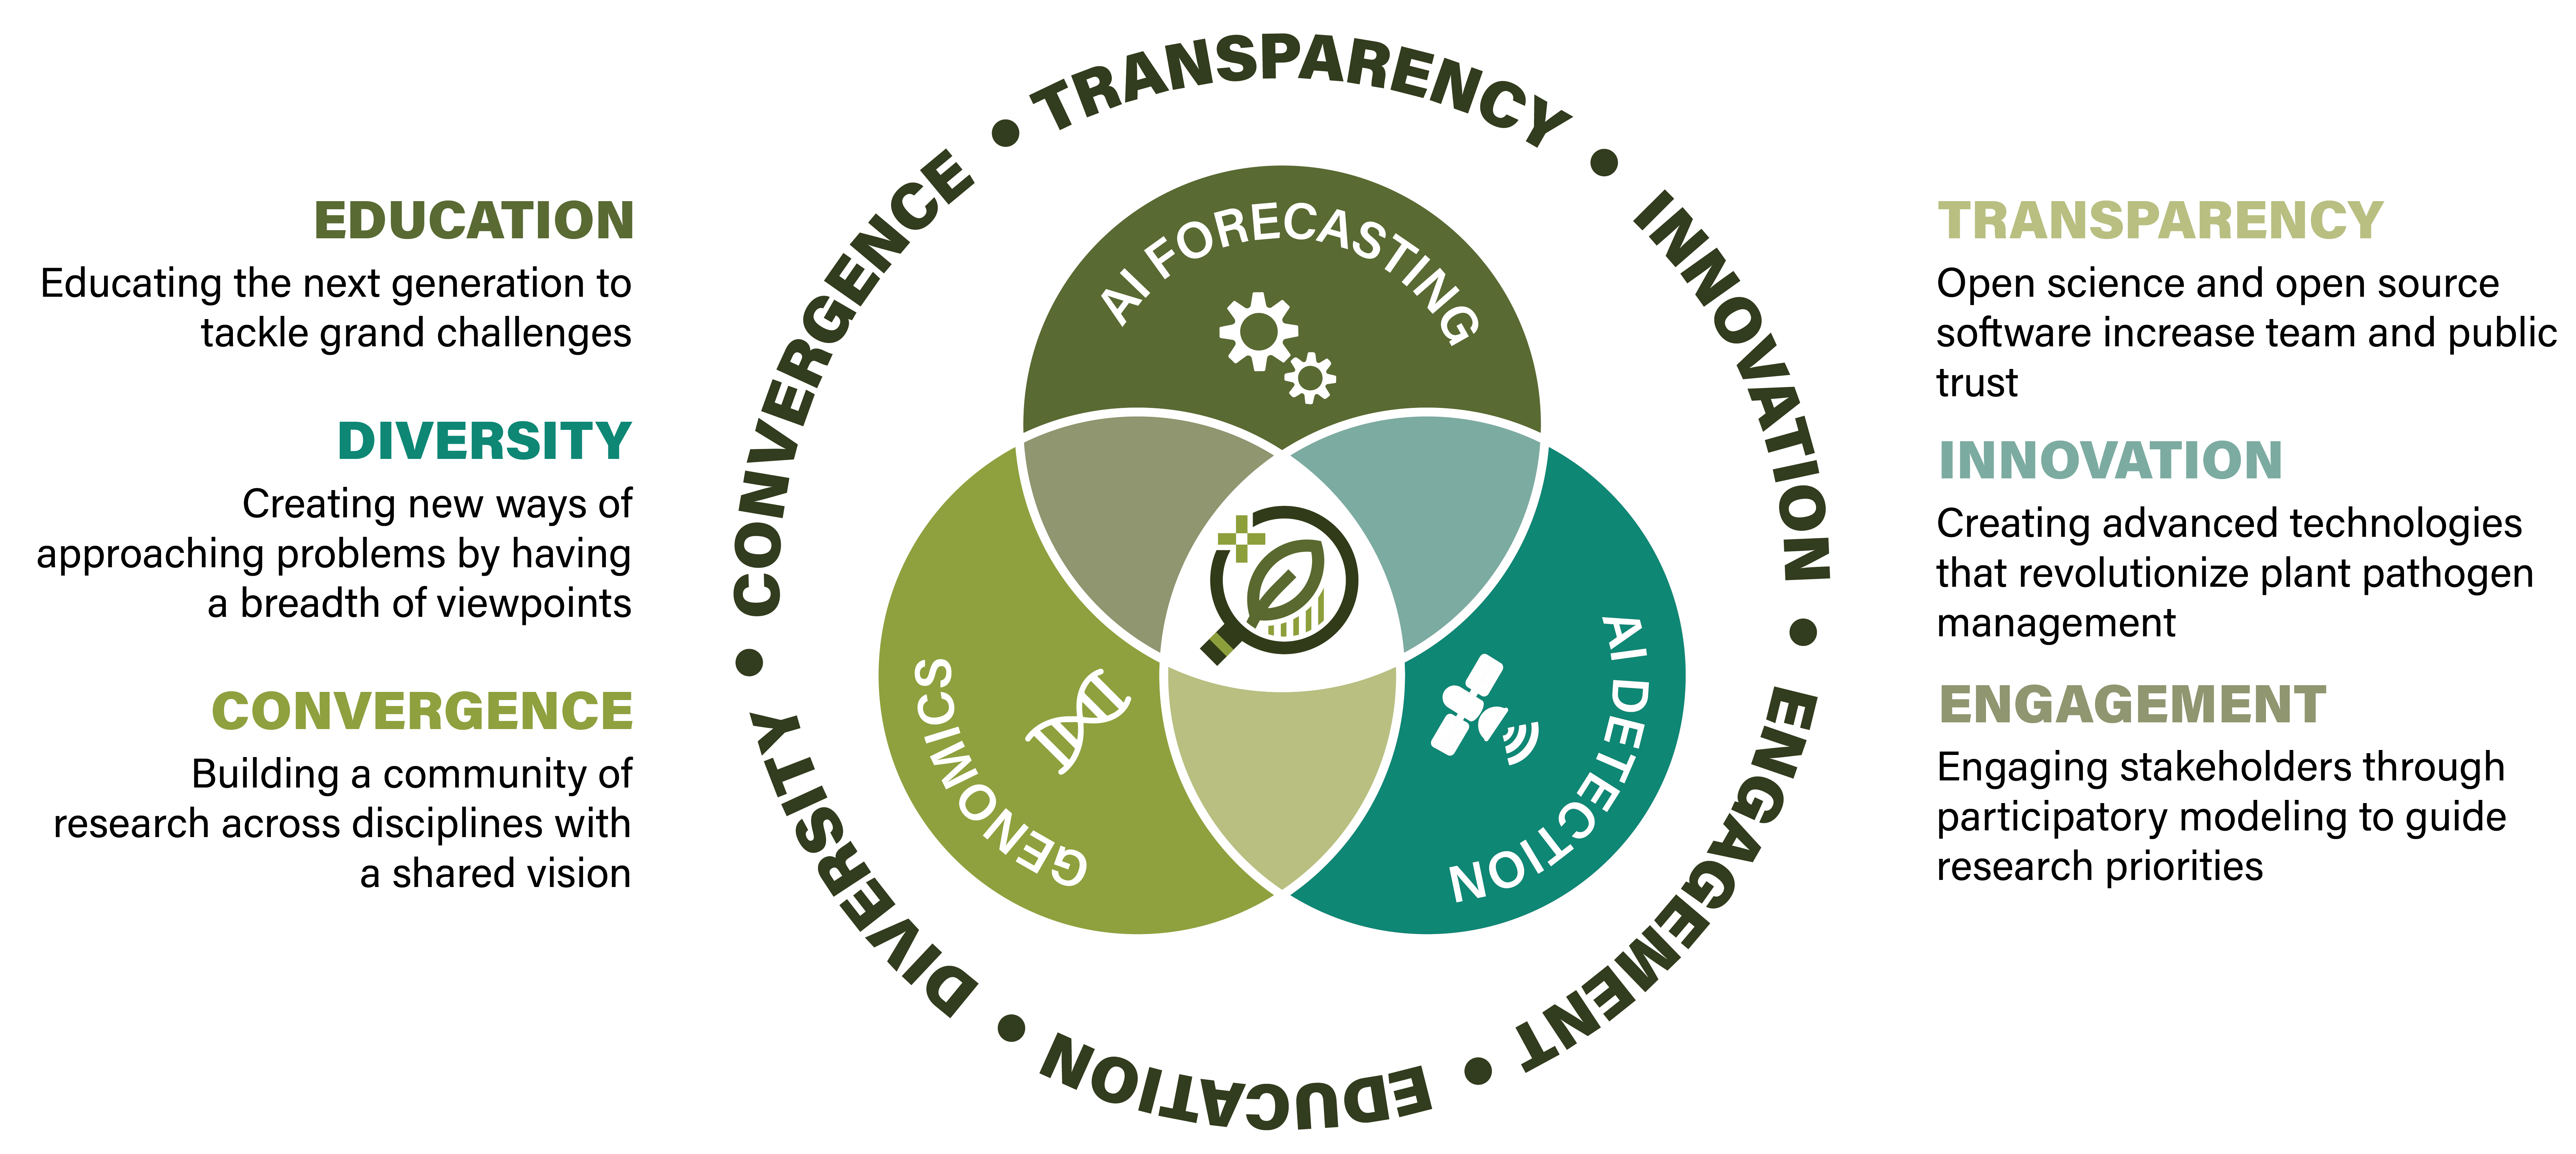 EDUCATION
Educating the next generation to
tackle grand challenges
DIVERSITY
Creating new ways of
approaching problems by having
a breadth of viewpoints
CONVERGENCE
Building a community of
research across disciplines with
a shared vision
TRANSPARENCY • INNOVATION • ENGAGEMENT • EDUCATION • DIVERSITY • CONVERGENCE •
AI FORECASTING
AI DETECTION
GENOMICS
TRANSPARENCY
Open science and open source
software increase team and public
trust
INNOVATION
Creating advanced technologies
that revolutionize plant pathogen
management
ENGAGEMENT
Engaging stakeholders through
participatory modeling to guide
research priorities